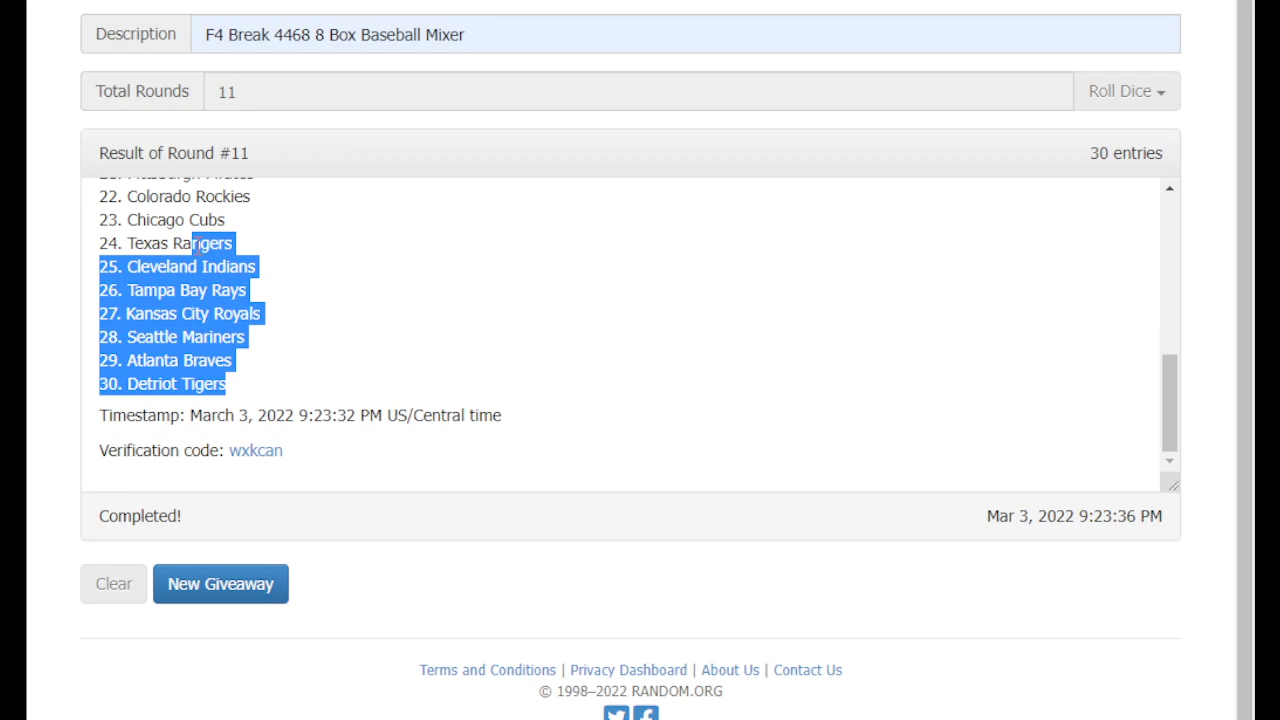 Description F4 Break 4468 8 Box Baseball Mixer
Total Rounds 11 Roll Dice
Result of Round #11 30 entries
22. Colorado Rockies
23. Chicago Cubs
24. Texas Rangers
25. Cleveland Indians
26. Tampa Bay Rays
27. Kansas City Royals
28. Seattle Mariners
29. Atlanta Braves
30. Detriot Tigers
Timestamp: March 3, 2022 9:23:32 PM US/Central time
Verification code: wxkcan
Completed! Mar 3, 2022 9:23:36 PM
Clear New Giveaway
Terms and Conditions | Privacy Dashboard | About Us | Contact Us
© 1998–2022 RANDOM.ORG